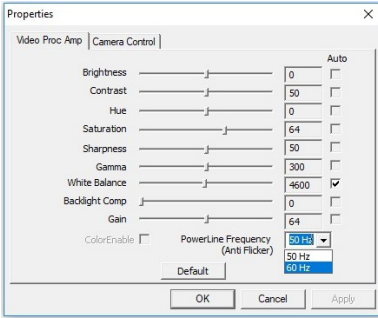 Properties
Video Proc Amp Camera Control
Auto
Brightness 0
Contrast 50
Hue 0
Saturation 64
Sharpness 50
Gamma 300
White Balance 4600
Backlight Comp 0
Gain 64
ColorEnable PowerLine Frequency 50 Hz
(Anti Flicker)
50 Hz
60 Hz
Default
OK Cancel Apply